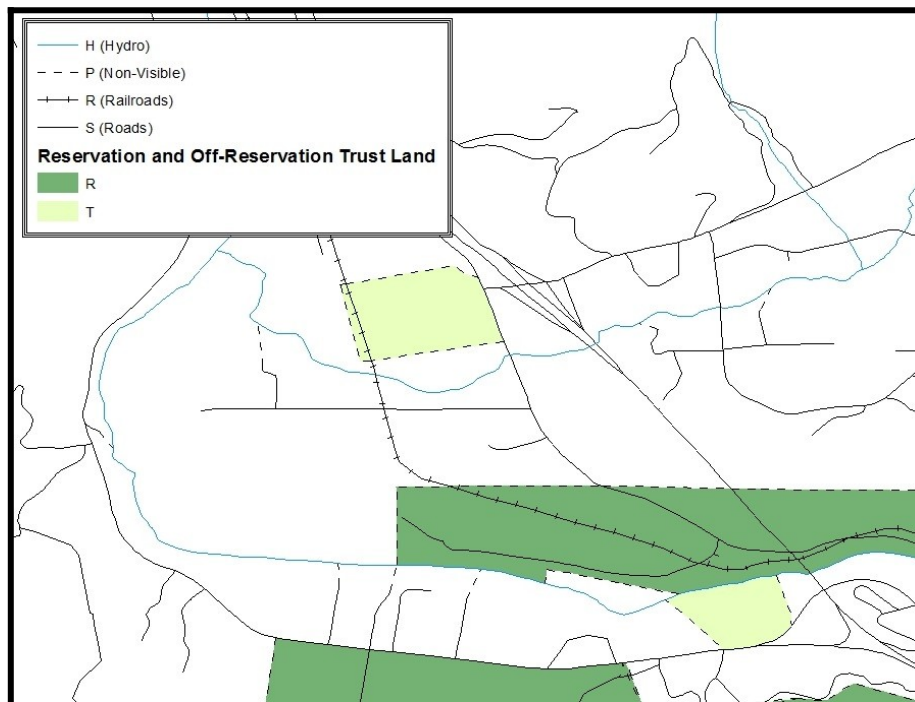 H (Hydro)
P (Non-Visible)
R (Railroads)
S (Roads)
Reservation and Off-Reservation Trust Land
R
T